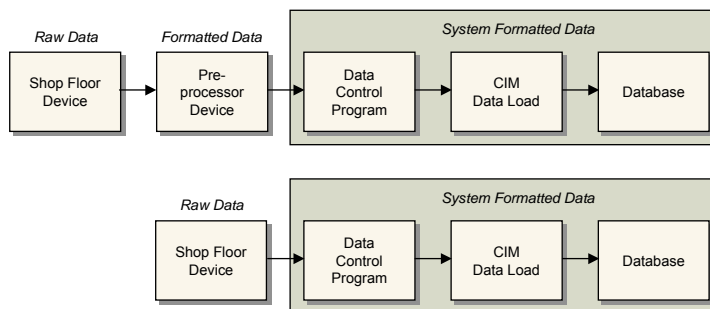 Raw Data
Formatted Data
System Formatted Data
Shop Floor
Device
Pre-
processor
Device
Data
Control
Program
CIM
Data Load
Database
Raw Data
System Formatted Data
Shop Floor
Device
Data
Control
Program
CIM
Data Load
Database